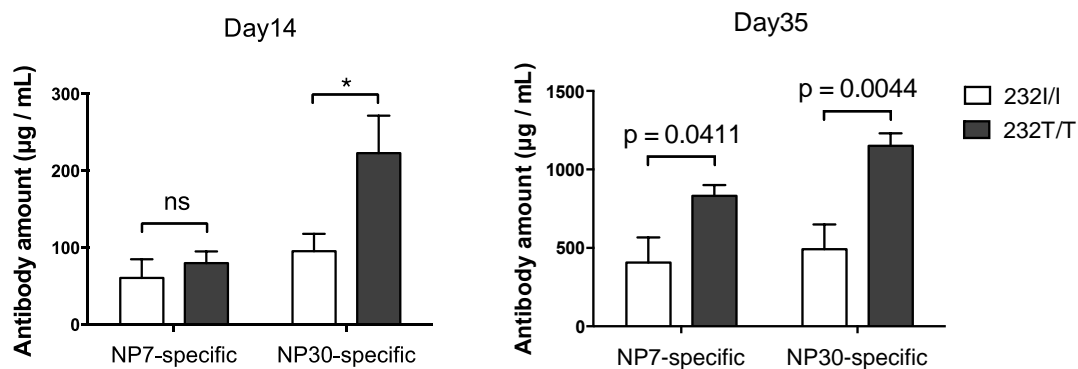 Day14
Antibody amount (µg / mL)
300
200
100
0
ns
*
NP7-specific
NP30-specific
Day35
Antibody amount (µg / mL)
1500
1000
500
0
p = 0.0411
p = 0.0044
NP7-specific
NP30-specific
232I/I
232T/T